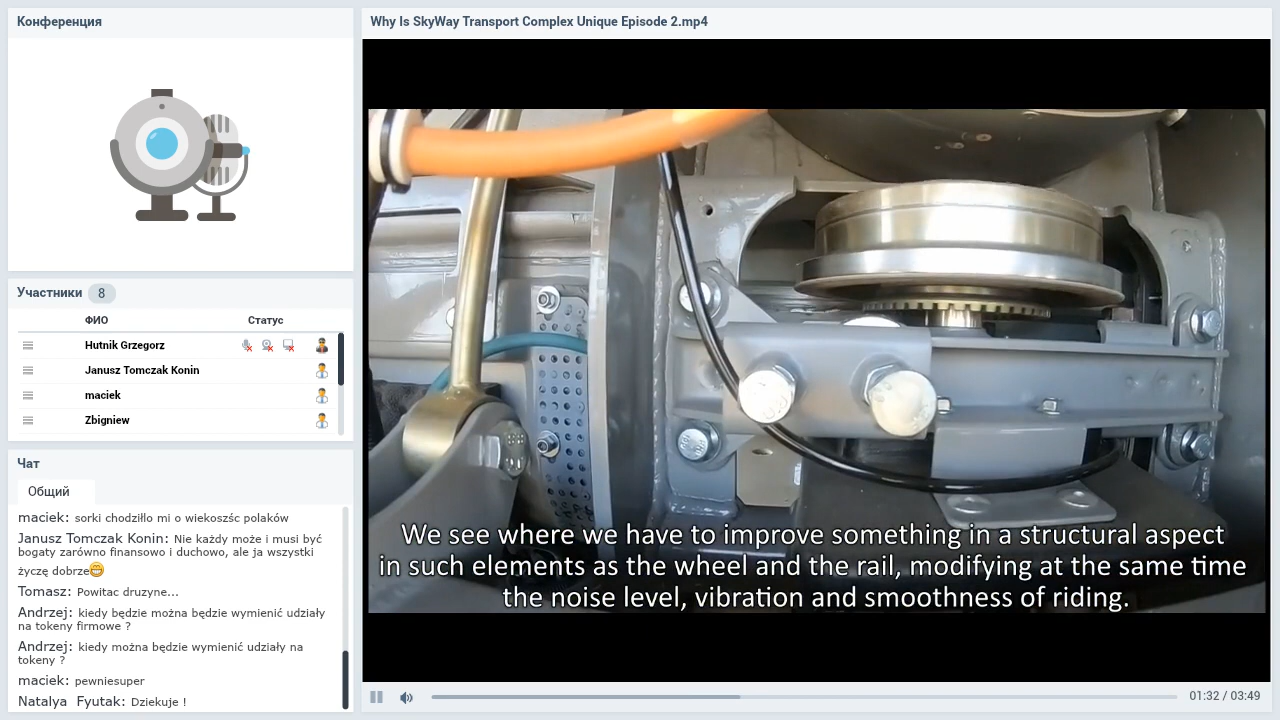 Конференция
Участники 8
ФИО Статус
Hutnik Grzegorz
Janusz Tomczak Konin
maciek
Zbigniew
Чат
Общий
maciek: sorki chodziłlo mi o wiekoszśc polaków
Janusz Tomczak Konin: Nie każdy może i musi być
bogaty zarówno finansowo i duchowo, ale ja wszystki
życzę dobrze
Tomasz: Powitac druzyne...
Andrzej: kiedy będzie można będzie wymienić udziały
na tokeny firmowe ?
Andrzej: kiedy można będzie wymienić udziały na
tokeny ?
maciek: pewniesuper
Natalya Fyutak: Dziekuje !
Why Is SkyWay Transport Complex Unique Episode 2.mp4
We see where we have to improve something in a structural aspect
in such elements as the wheel and the rail, modifying at the same time
the noise level, vibration and smoothness of riding.
01:32 / 03:49